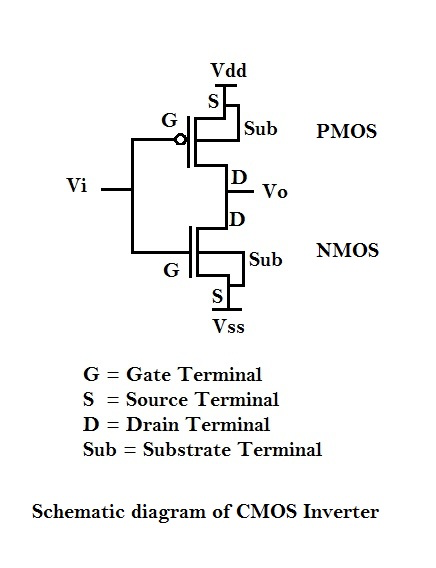 Vdd
S
G
Sub
PMOS
D
Vi
Vo
D
NMOS
Sub
G
S
Vss
G = Gate Terminal
S = Source Terminal
D = Drain Terminal
Sub = Substrate Terminal
Schematic diagram of CMOS Inverter